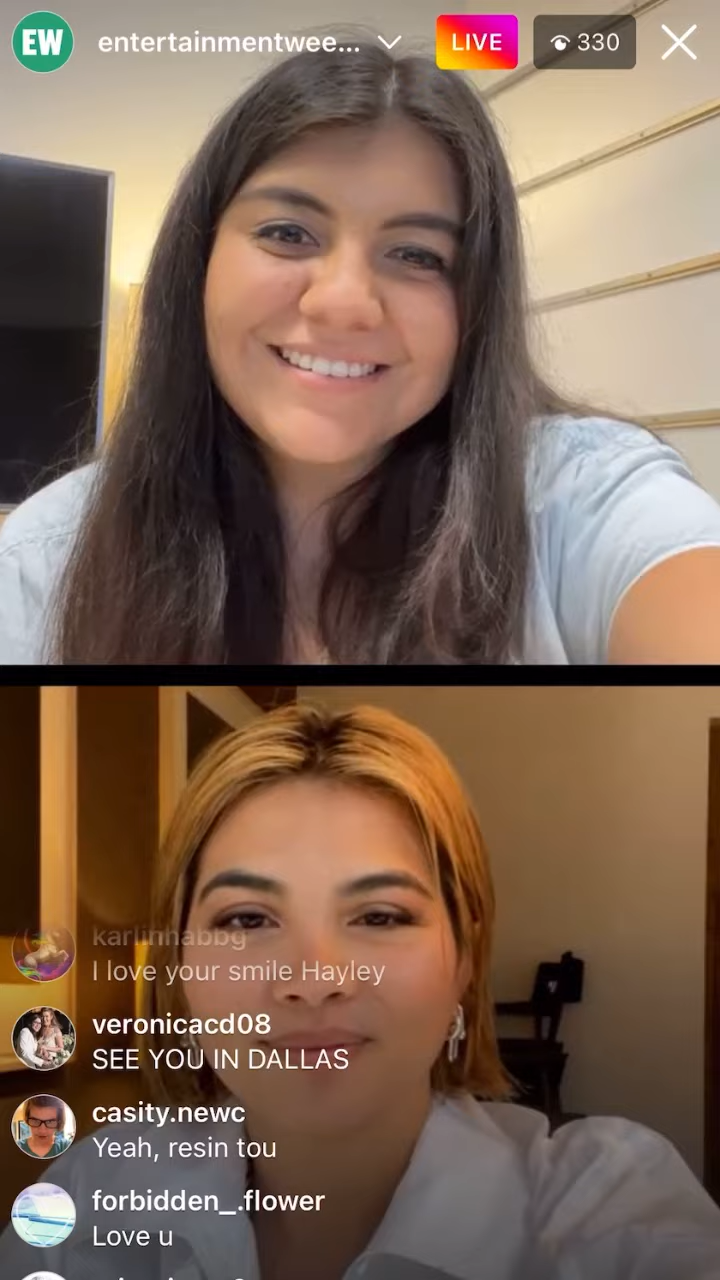 EW entertainmentwee... LIVE 330
karlinhabbg
I love your smile Hayley
veronicacd08
SEE YOU IN DALLAS
casity.newc
Yeah, resin tou
forbidden_.flower
Love u